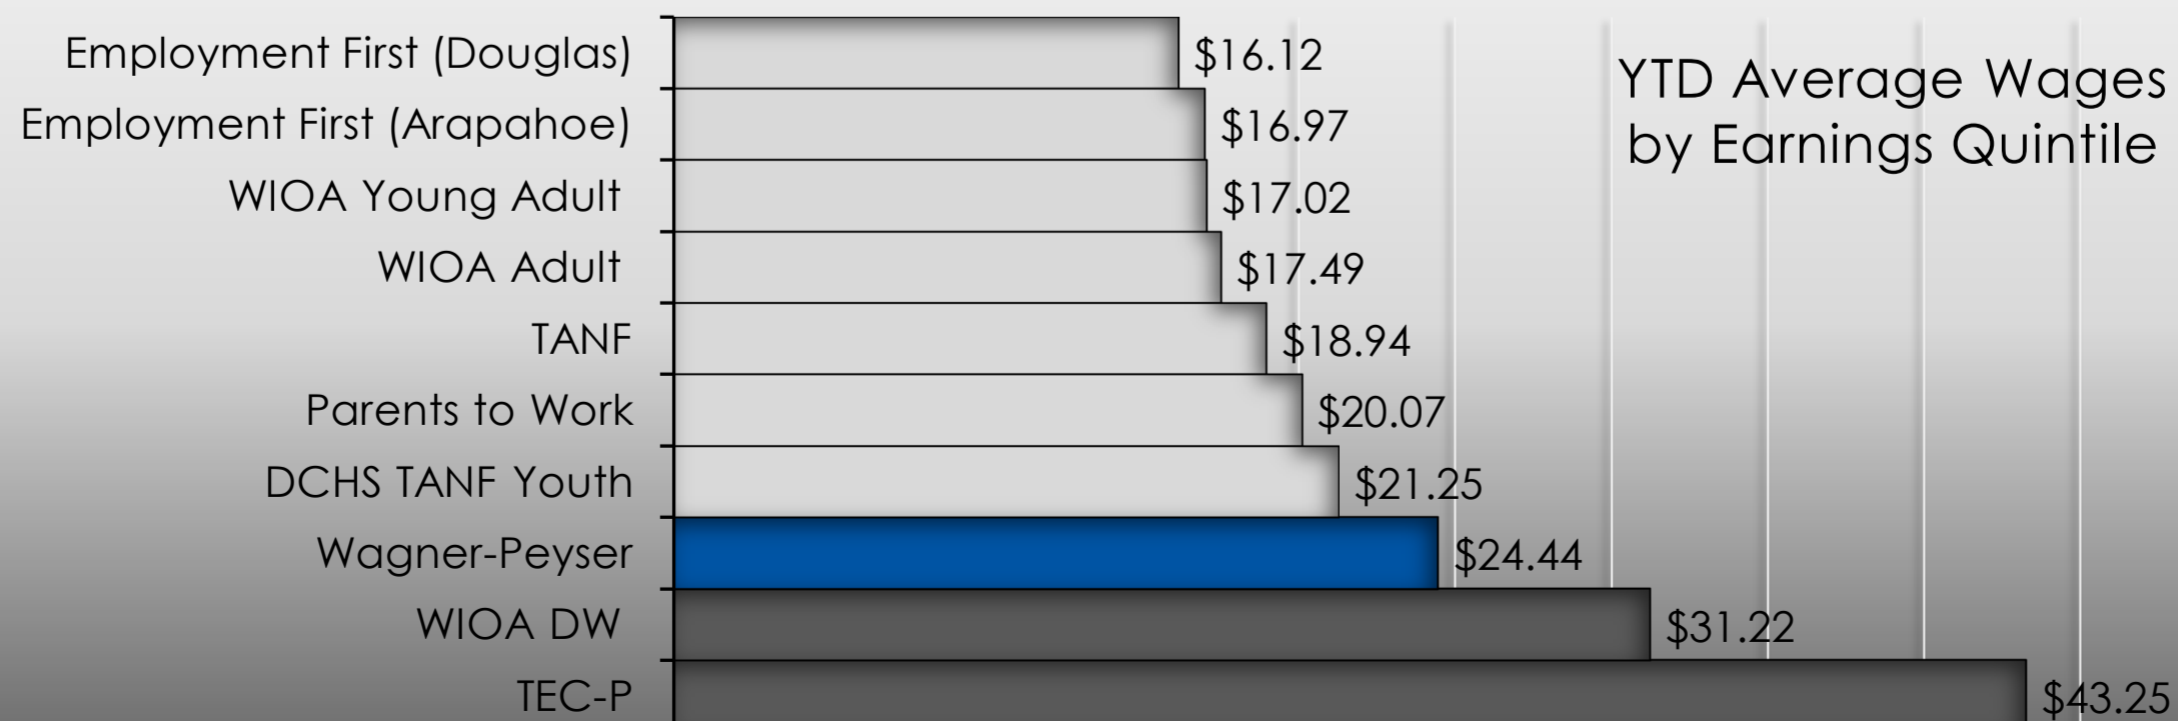 Employment First (Douglas) $16.12
YTD Average Wages
by Earnings Quintile
Employment First (Arapahoe) $16.97
WIOA Young Adult $17.02
WIOA Adult $17.49
TANF $18.94
Parents to Work $20.07
DCHS TANF Youth $21.25
Wagner-Peyser $24.44
WIOA DW $31.22
TEC-P $43.25